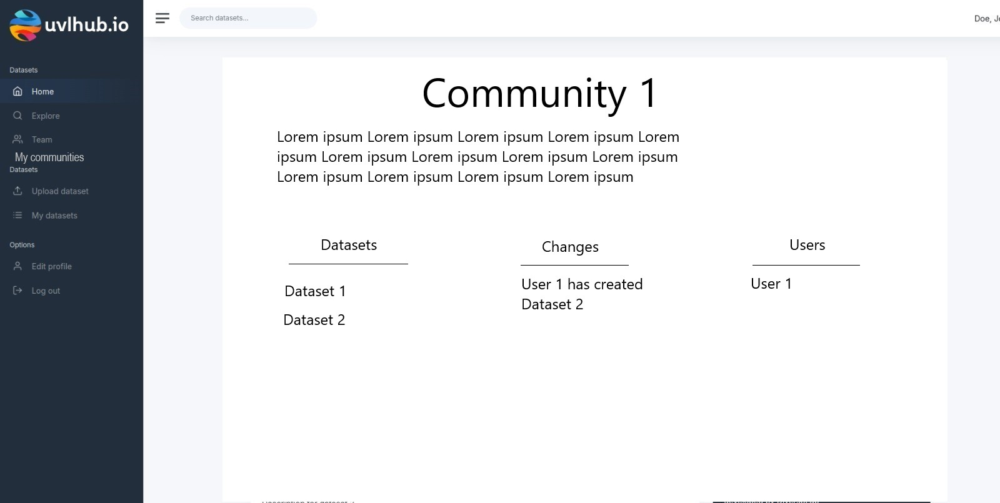 uvlhub.io
Search datasets...
Doe, Jo
Datasets
Home
Explore
Team
My communities
Datasets
Upload dataset
My datasets
Options
Edit profile
Log out
Community 1
Lorem ipsum Lorem ipsum Lorem ipsum Lorem ipsum Lorem
ipsum Lorem ipsum Lorem ipsum Lorem ipsum Lorem ipsum
Lorem ipsum Lorem ipsum Lorem ipsum Lorem ipsum
Datasets
Dataset 1
Dataset 2
Changes
User 1 has created
Dataset 2
Users
User 1